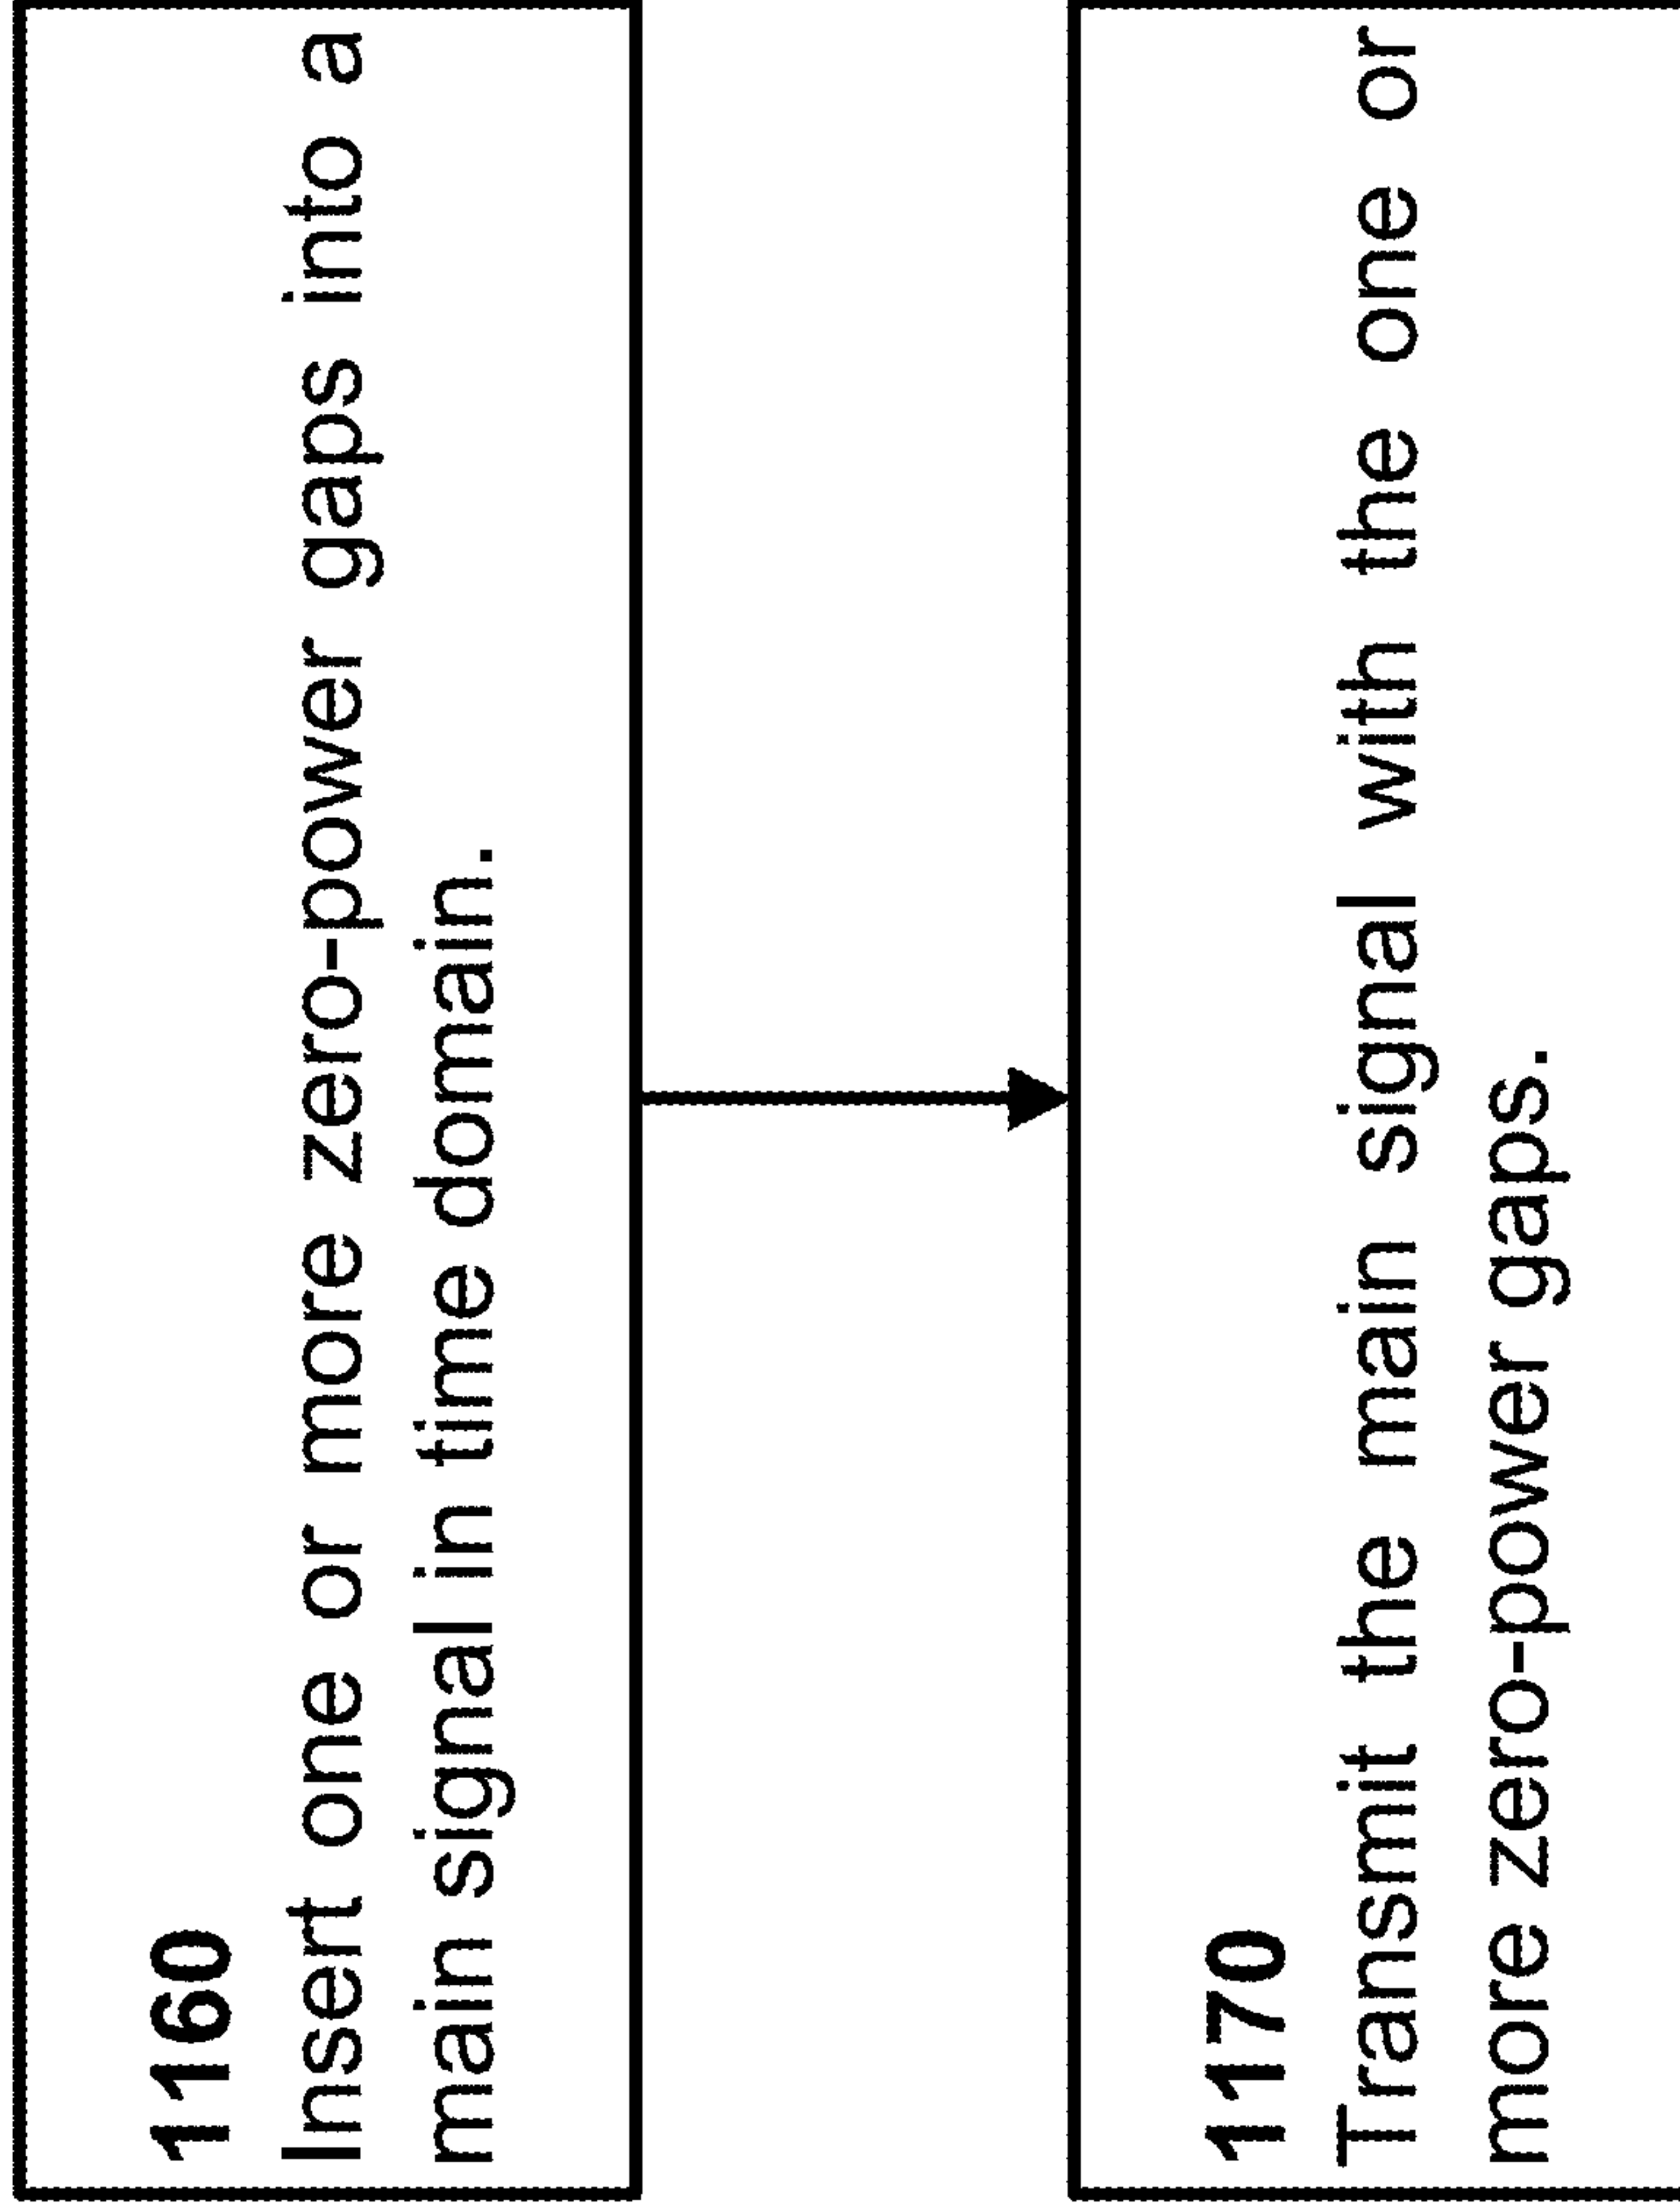 1160
Insert one or more zero-power gaps into a
main signal in time domain.
1170
Transmit the main signal with the one or
more zero-power gaps.